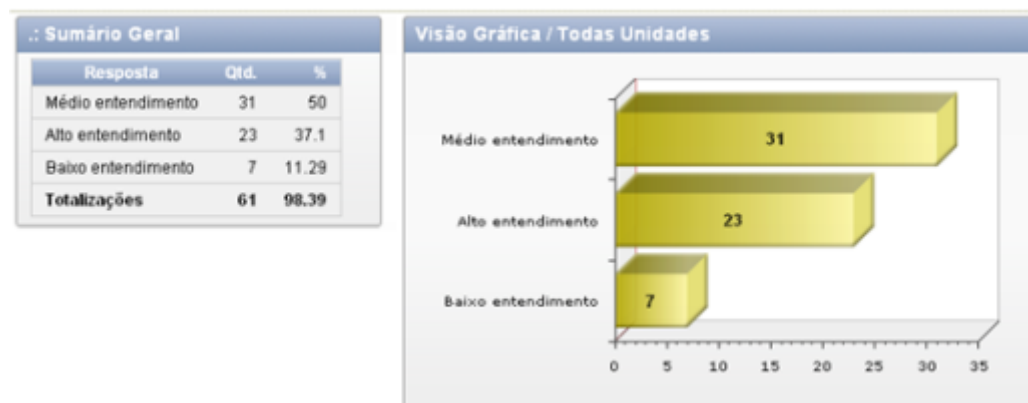 .: Sumário Geral
Resposta Qtd. %
Médio entendimento 31 50
Alto entendimento 23 37.1
Baixo entendimento 7 11.29
Totalizações 61 98.39
Visão Gráfica / Todas Unidades
Médio entendimento 31
Alto entendimento 23
Baixo entendimento 7
0 5 10 15 20 25 30 35